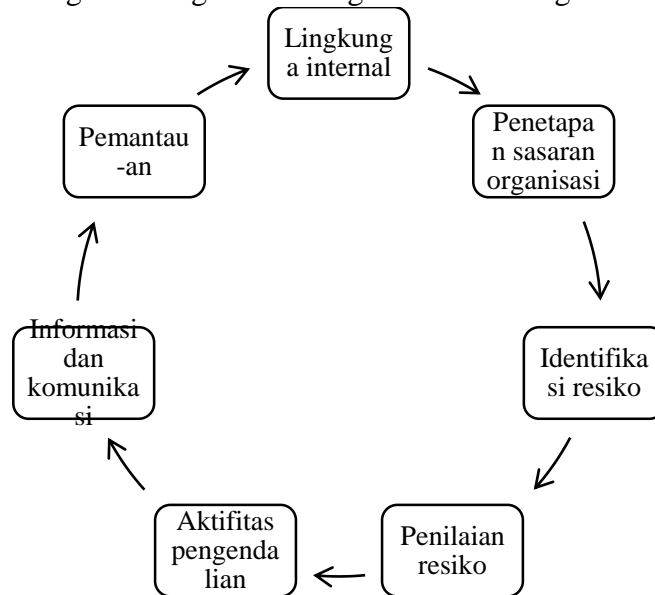 Lingkung
a internal
Penetapa
n sasaran
organisasi
Identifika
si resiko
Penilaian
resiko
Aktifitas
pengenda
lian
Informasi
dan
komunika
si
Pemantau
-an